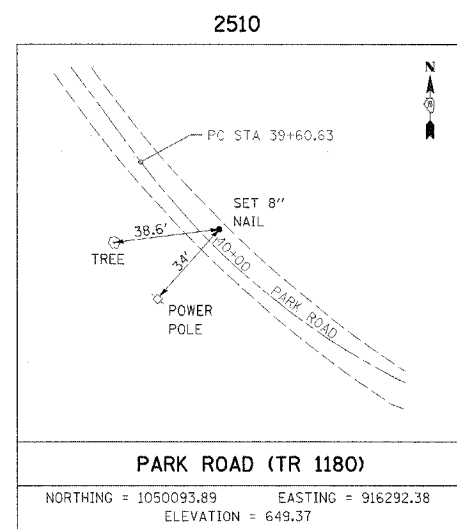 2510
N
PC STA 39+60.63
SET 8"
NAIL
38.6'
TREE
34'
40+00
PARK ROAD
POWER
POLE
PARK ROAD (TR 1180)
NORTHING = 1050093.89 EASTING = 916292.38
ELEVATION = 649.37